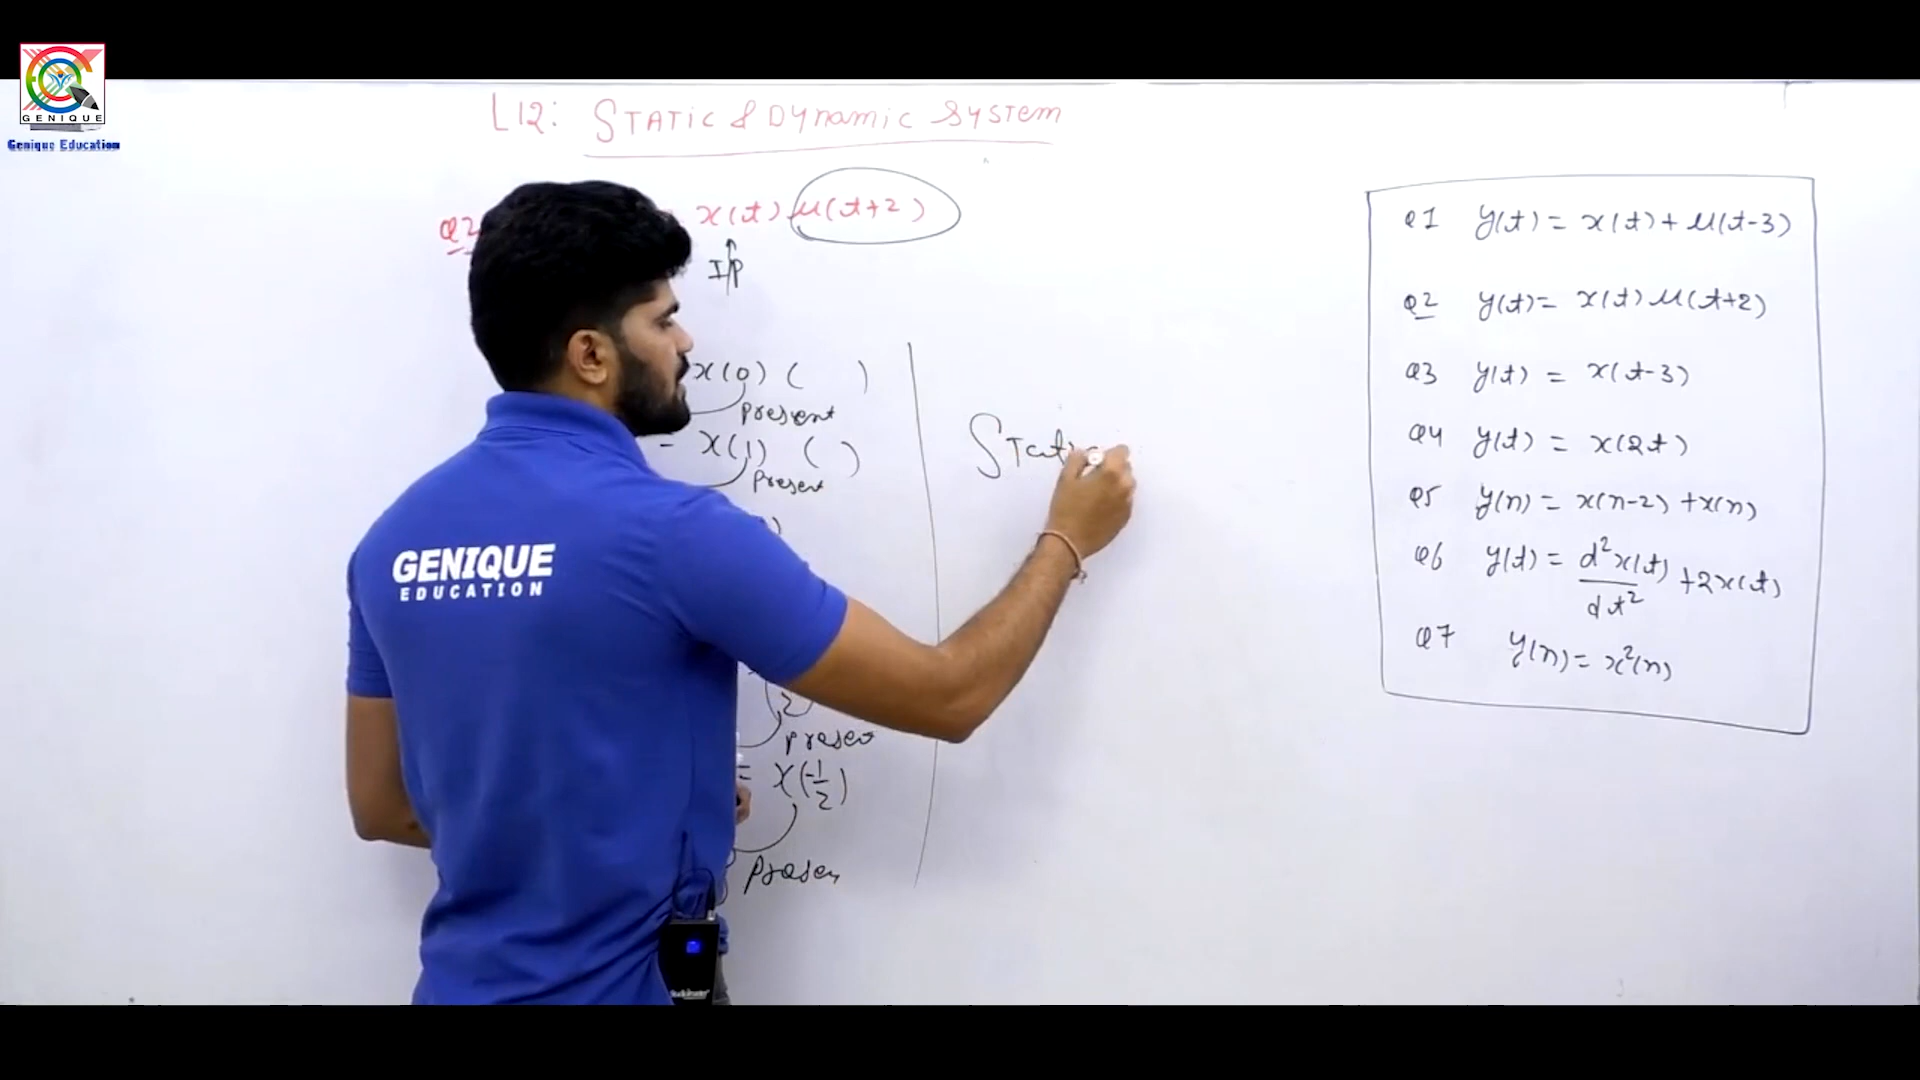 GENIQUE
Genique Education
L12: STATIC & DYNAMIC SYSTEM
Q2 x(t) u(t+2)
I/P
x(0) ( )
present
= x(1) ( )
present
2
present
= x(-1/2)
presen
Static
GENIQUE
EDUCATION
Q1 y(t) = x(t) + u(t-3)
Q2 y(t) = x(t) u(t+2)
Q3 y(t) = x(t-3)
Q4 y(t) = x(2t)
Q5 y(n) = x(n-2) + x(n)
Q6 y(t) = d²x(t)/dt² + 2x(t)
Q7 y(n) = x²(n)